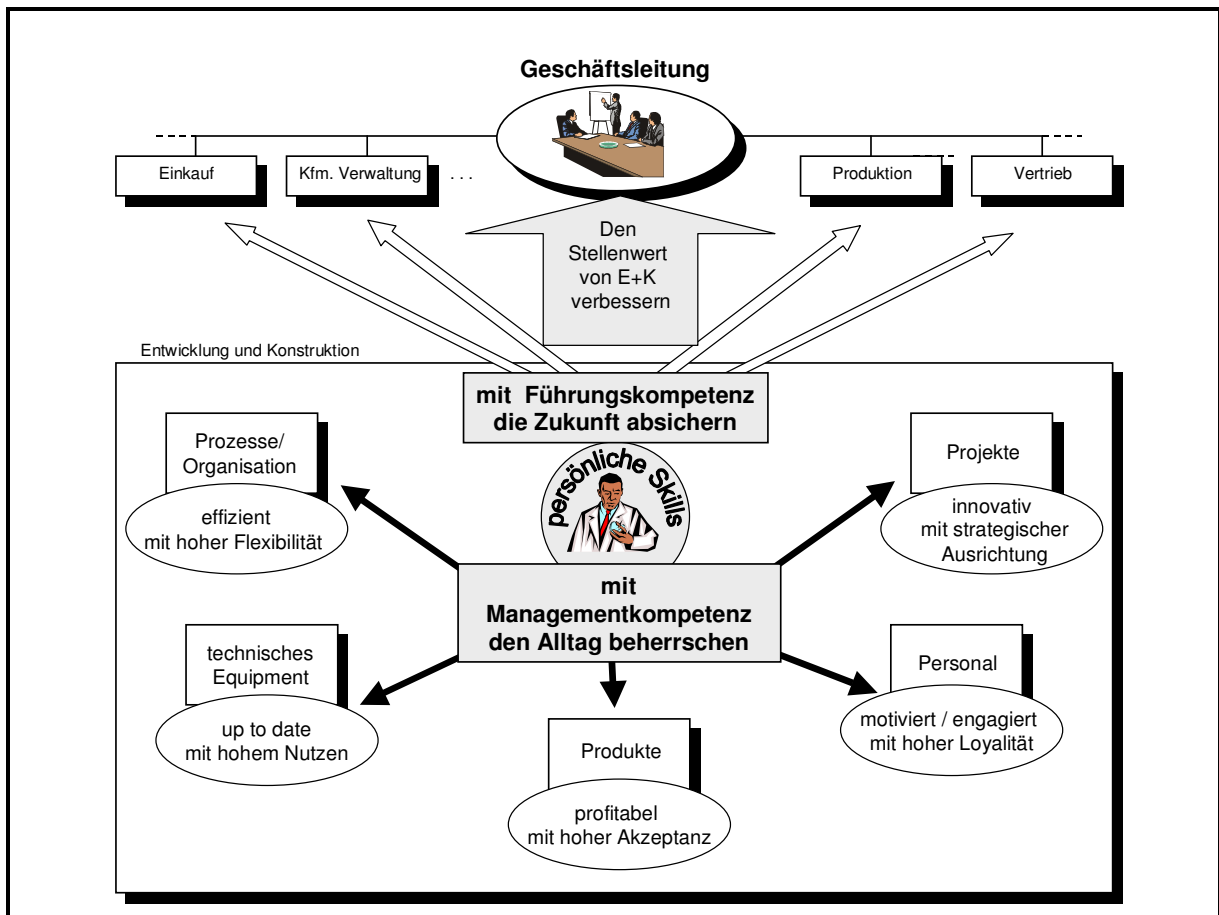 Geschäftsleitung
Einkauf
Kfm. Verwaltung
. . .
Produktion
Vertrieb
Den
Stellenwert
von E+K
verbessern
Entwicklung und Konstruktion
mit Führungskompetenz
die Zukunft absichern
persönliche Skills
Prozesse/
Organisation
effizient
mit hoher Flexibilität
Projekte
innovativ
mit strategischer
Ausrichtung
mit
Managementkompetenz
den Alltag beherrschen
technisches
Equipment
up to date
mit hohem Nutzen
Produkte
profitabel
mit hoher Akzeptanz
Personal
motiviert / engagiert
mit hoher Loyalität